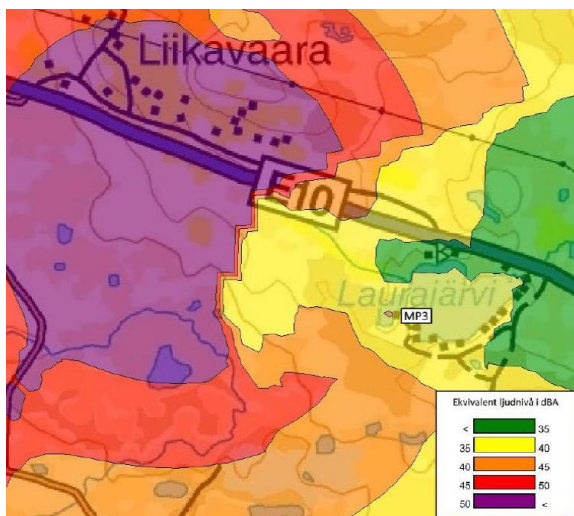 Liikavaara
E10
Laurajärvi
MP3
Ekvivalent ljudnivå i dBA
< 35
35 40
40 45
45 50
50 <